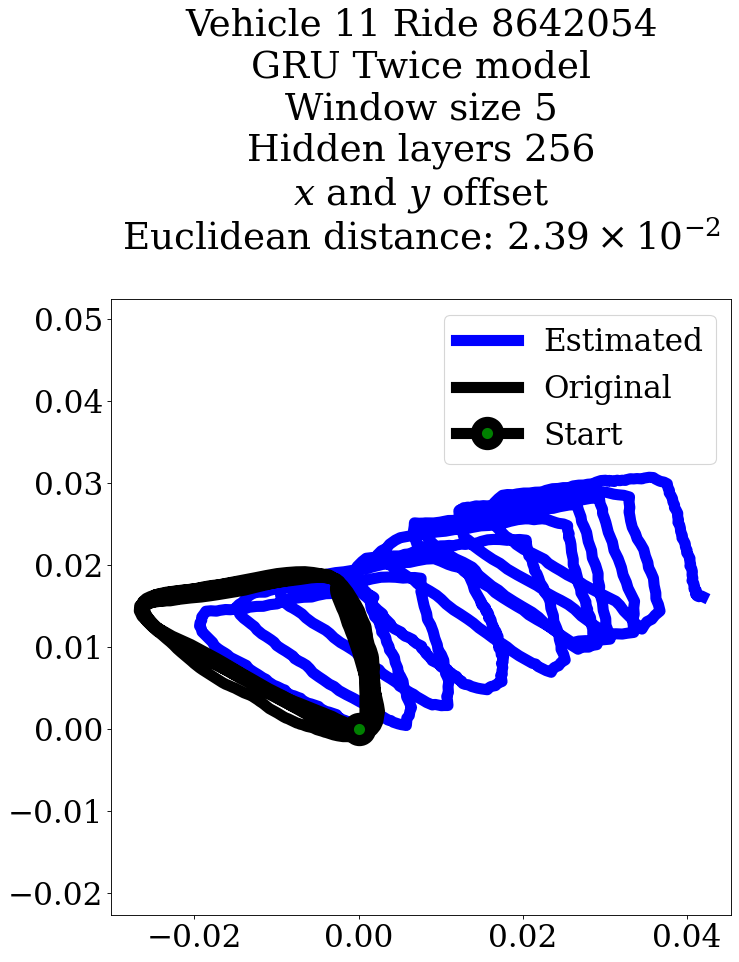 Vehicle 11 Ride 8642054
GRU Twice model
Window size 5
Hidden layers 256
x and y offset
Euclidean distance: 2.39 × 10⁻²
0.05
0.04
0.03
0.02
0.01
0.00
−0.01
−0.02
Estimated
Original
Start
−0.02 0.00 0.02 0.04